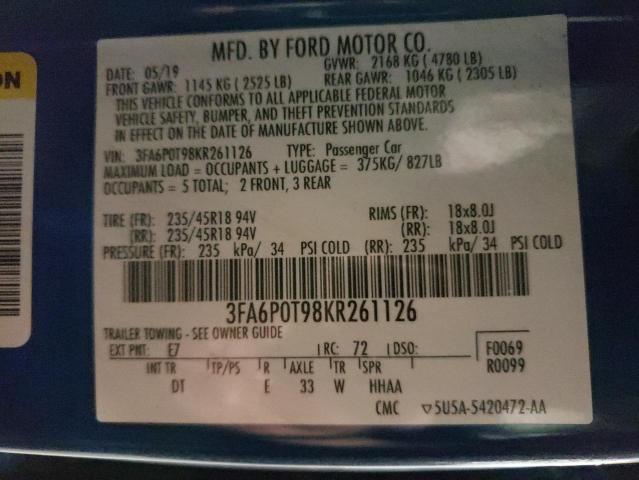 ON
MFD. BY FORD MOTOR CO.
DATE: 05/19 GVWR: 2168 KG ( 4780 LB)
FRONT GAWR: 1145 KG ( 2525 LB) REAR GAWR: 1046 KG ( 2305 LB)
THIS VEHICLE CONFORMS TO ALL APPLICABLE FEDERAL MOTOR
VEHICLE SAFETY, BUMPER, AND THEFT PREVENTION STANDARDS
IN EFFECT ON THE DATE OF MANUFACTURE SHOWN ABOVE.
VIN: 3FA6P0T98KR261126 TYPE: Passenger Car
MAXIMUM LOAD = OCCUPANTS + LUGGAGE = 375KG/ 827LB
OCCUPANTS = 5 TOTAL; 2 FRONT, 3 REAR
TIRE (FR): 235/45R18 94V RIMS (FR): 18x8.0J
(RR): 235/45R18 94V (RR): 18x8.0J
PRESSURE (FR): 235 kPa/ 34 PSI COLD (RR): 235 kPa/ 34 PSI COLD
3FA6P0T98KR261126
TRAILER TOWING - SEE OWNER GUIDE
EXT PNT: E7 RC: 72 DSO: F0069
INT TR TP/PS R AXLE TR SPR R0099
DT E 33 W HHAA
CMC ▽5U5A-5420472-AA